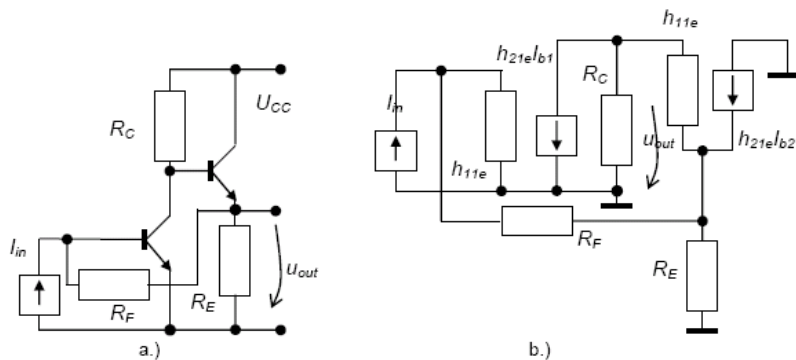 R_C
U_CC
I_in
R_F
R_E
u_out
a.)
h_11e
h_21eI_b1
R_C
I_in
u_out
h_21eI_b2
h_11e
R_F
R_E
b.)